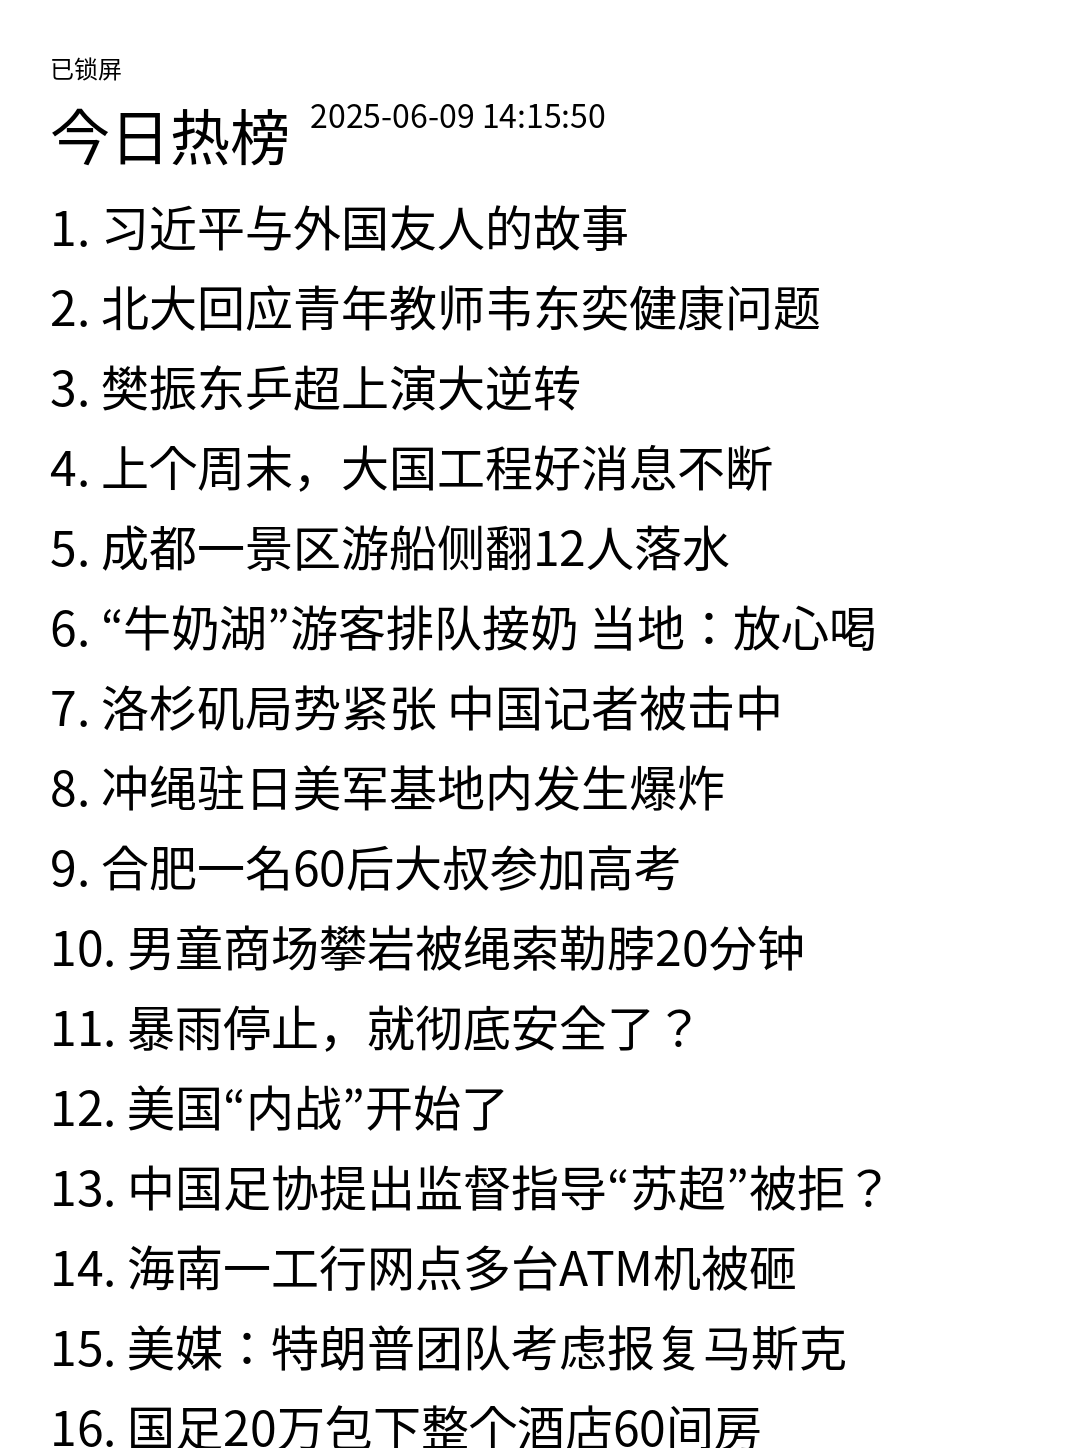 已锁屏
今日热榜 2025-06-09 14:15:50
1. 习近平与外国友人的故事
2. 北大回应青年教师韦东奕健康问题
3. 樊振东乒超上演大逆转
4. 上个周末，大国工程好消息不断
5. 成都一景区游船侧翻12人落水
6. “牛奶湖”游客排队接奶 当地：放心喝
7. 洛杉矶局势紧张 中国记者被击中
8. 冲绳驻日美军基地内发生爆炸
9. 合肥一名60后大叔参加高考
10. 男童商场攀岩被绳索勒脖20分钟
11. 暴雨停止，就彻底安全了？
12. 美国“内战”开始了
13. 中国足协提出监督指导“苏超”被拒？
14. 海南一工行网点多台ATM机被砸
15. 美媒：特朗普团队考虑报复马斯克
16. 国足20万包下整个酒店60间房